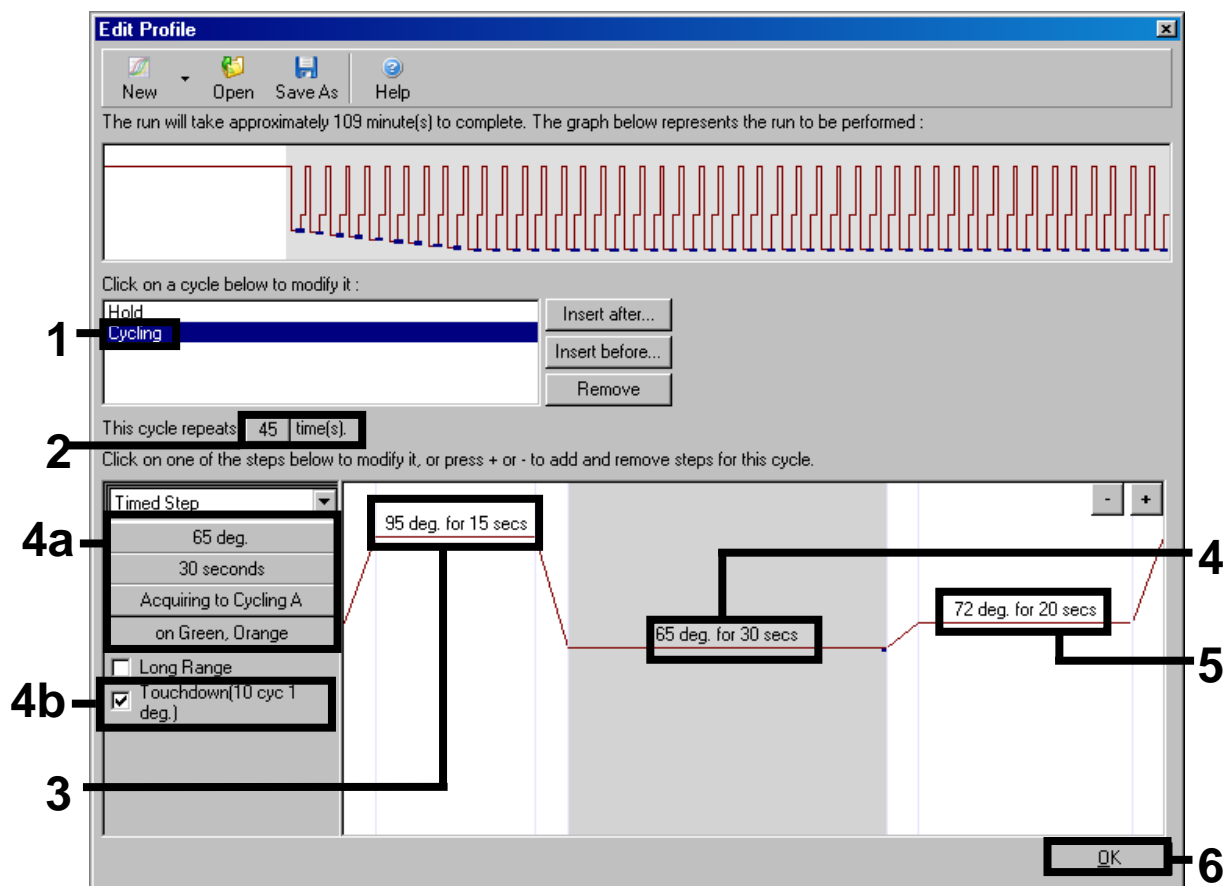 Edit Profile
New Open Save As Help
The run will take approximately 109 minute(s) to complete. The graph below represents the run to be performed :
Click on a cycle below to modify it :
Hold
Cycling
1
Insert after...
Insert before...
Remove
This cycle repeats 45 time(s).
2
Click on one of the steps below to modify it, or press + or - to add and remove steps for this cycle.
Timed Step
- +
4a
65 deg.
30 seconds
Acquiring to Cycling A
on Green, Orange
Long Range
4b
Touchdown(10 cyc 1
deg.)
95 deg. for 15 secs
3
65 deg. for 30 secs
4
72 deg. for 20 secs
5
OK
6